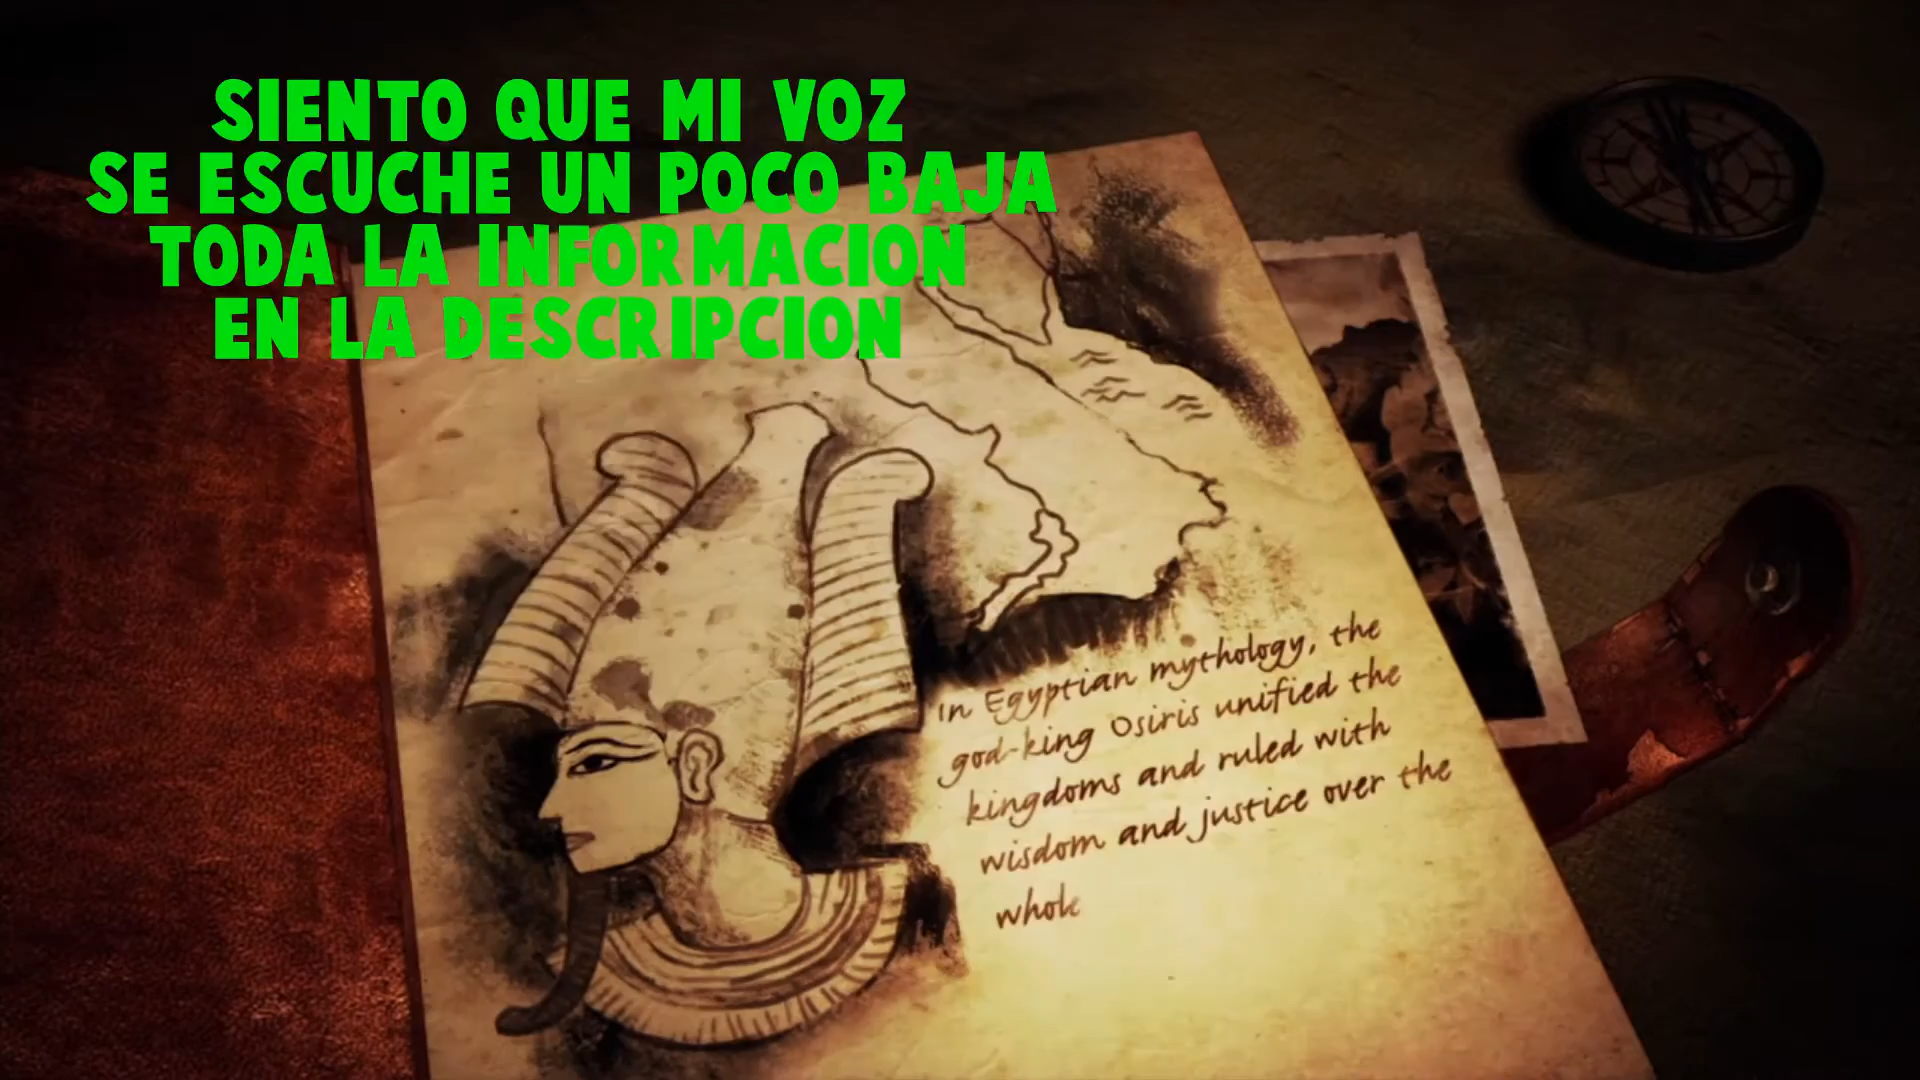 SIENTO QUE MI VOZ
SE ESCUCHE UN POCO BAJA
TODA LA INFORMACION
EN LA DESCRIPCION
in Egyptian mythology, the
god-king Osiris unified the
kingdoms and ruled with
wisdom and justice over the
whole